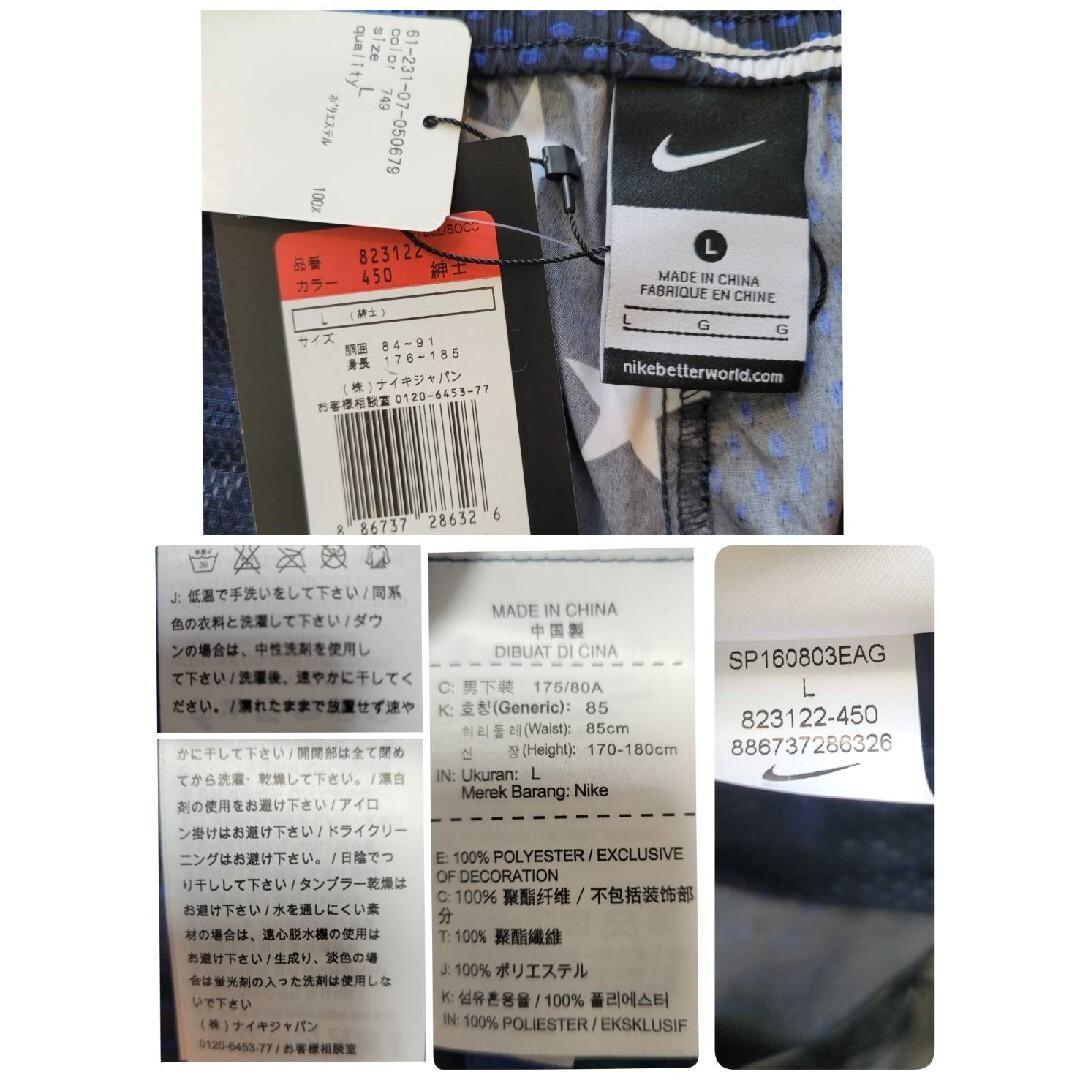 61-231-07-050679
color 749
size L
quality
ポリエステル 100%
品番 823122
カラー 450 紳士
L (紳士)
サイズ
胴囲 84~91
身長 176~185
(株)ナイキジャパン
お客様相談室 0120-6453-77
8 86737 28632 6
L
MADE IN CHINA
FABRIQUE EN CHINE
L G G
nikebetterworld.com
J: 低温で手洗いをして下さい/同系
色の衣料と洗濯して下さい/ダウ
ンの場合は、中性洗剤を使用し
て下さい/洗濯後、速やかに干してく
ださい。/濡れたままで放置せず速や
かに干して下さい/開閉部は全て閉め
てから洗濯・乾燥して下さい。/漂白
剤の使用をお避け下さい/アイロ
ン掛けはお避け下さい/ドライクリー
ニングはお避け下さい。/日陰でつ
り干しして下さい/タンブラー乾燥は
お避け下さい/水を通しにくい素
材の場合は、遠心脱水機の使用は
お避け下さい/生成り、淡色の場
合は蛍光剤の入った洗剤は使用しな
いで下さい
(株)ナイキジャパン
0120-6453-77/お客様相談室
MADE IN CHINA
中国製
DIBUAT DI CINA
C: 男下装 175/80A
K: 호칭(Generic): 85
허리둘레(Waist): 85cm
신 장(Height): 170-180cm
IN: Ukuran: L
Merek Barang: Nike
E: 100% POLYESTER / EXCLUSIVE
OF DECORATION
C: 100% 聚酯纤维 / 不包括装饰部
分
T: 100% 聚酯纖維
J: 100% ポリエステル
K: 섬유혼용율 / 100% 폴리에스터
IN: 100% POLIESTER / EKSKLUSIF
SP160803EAG
L
823122-450
886737286326